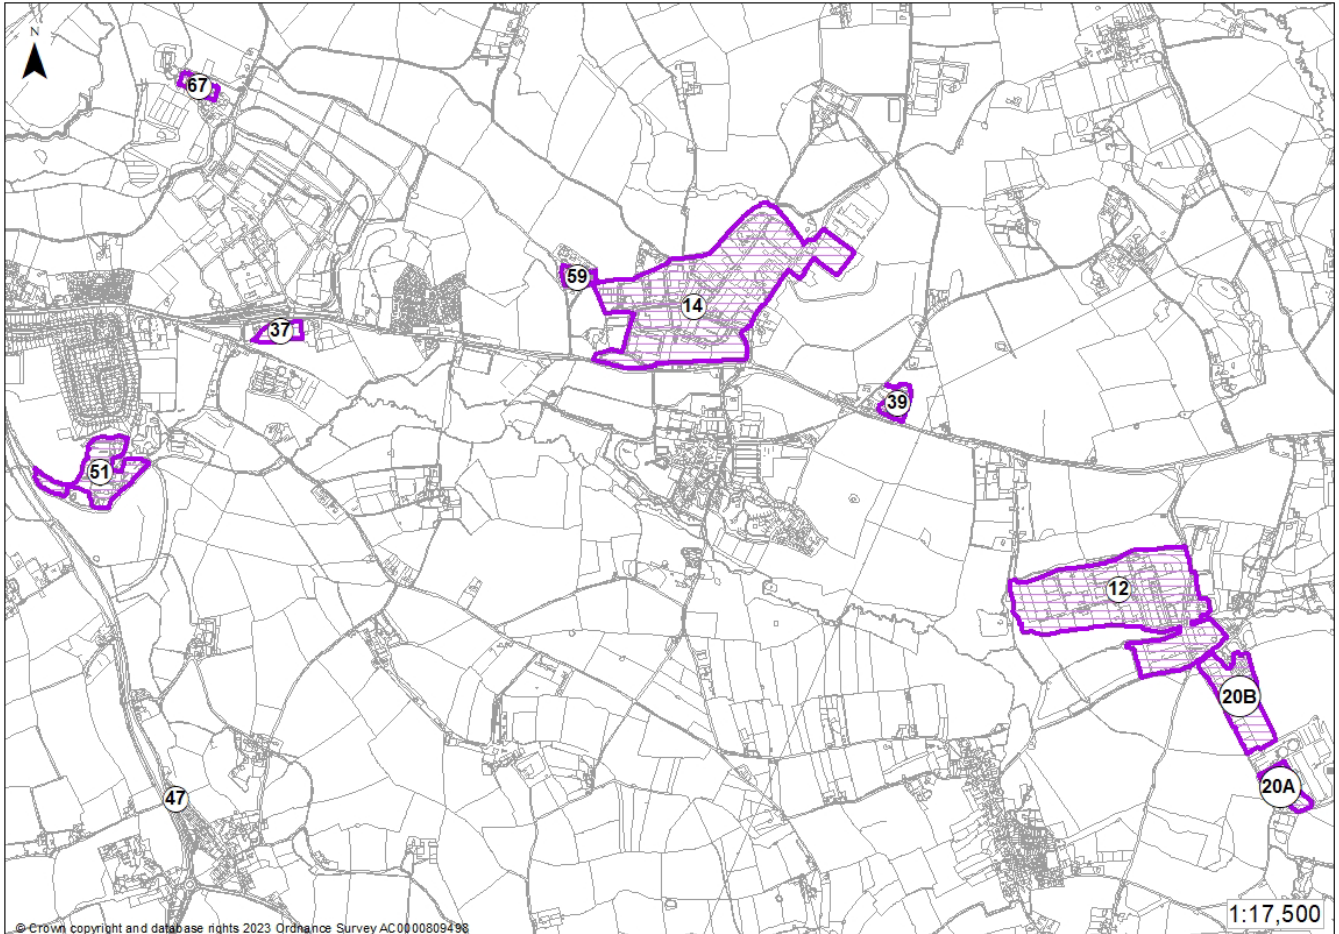 N
67
59
14
37
39
51
12
20B
20A
47
1:17,500
© Crown copyright and database rights 2023 Ordnance Survey AC0000809498